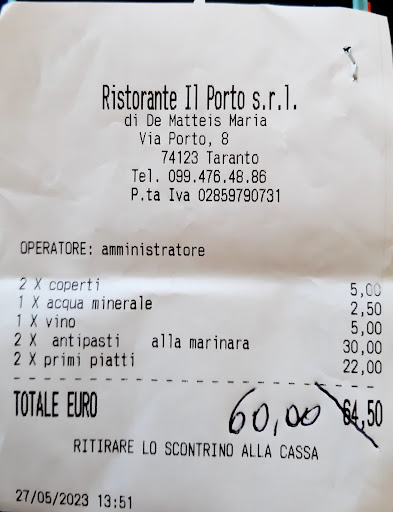 Ristorante Il Porto s.r.l.
di De Matteis Maria
Via Porto, 8
74123 Taranto
Tel. 099.476.48.86
P.ta Iva 02859790731
OPERATORE: amministratore
2 X coperti 5,00
1 X acqua minerale 2,50
1 X vino 5,00
2 X antipasti alla marinara 30,00
2 X primi piatti 22,00
TOTALE EURO 60,00 64,50
RITIRARE LO SCONTRINO ALLA CASSA
27/05/2023 13:51